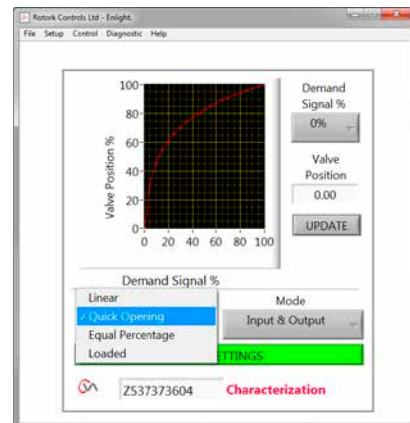 Rotork Controls Ltd - Enlight.
File Setup Control Diagnostic Help
100
80
60
40
20
0
Valve Position %
0 20 40 60 80 100
Demand Signal %
Demand
Signal %
0%
Valve
Position
0.00
UPDATE
Linear
✓ Quick Opening
Equal Percentage
Loaded
Mode
Input & Output
TTINGS
ZS37373604
Characterization